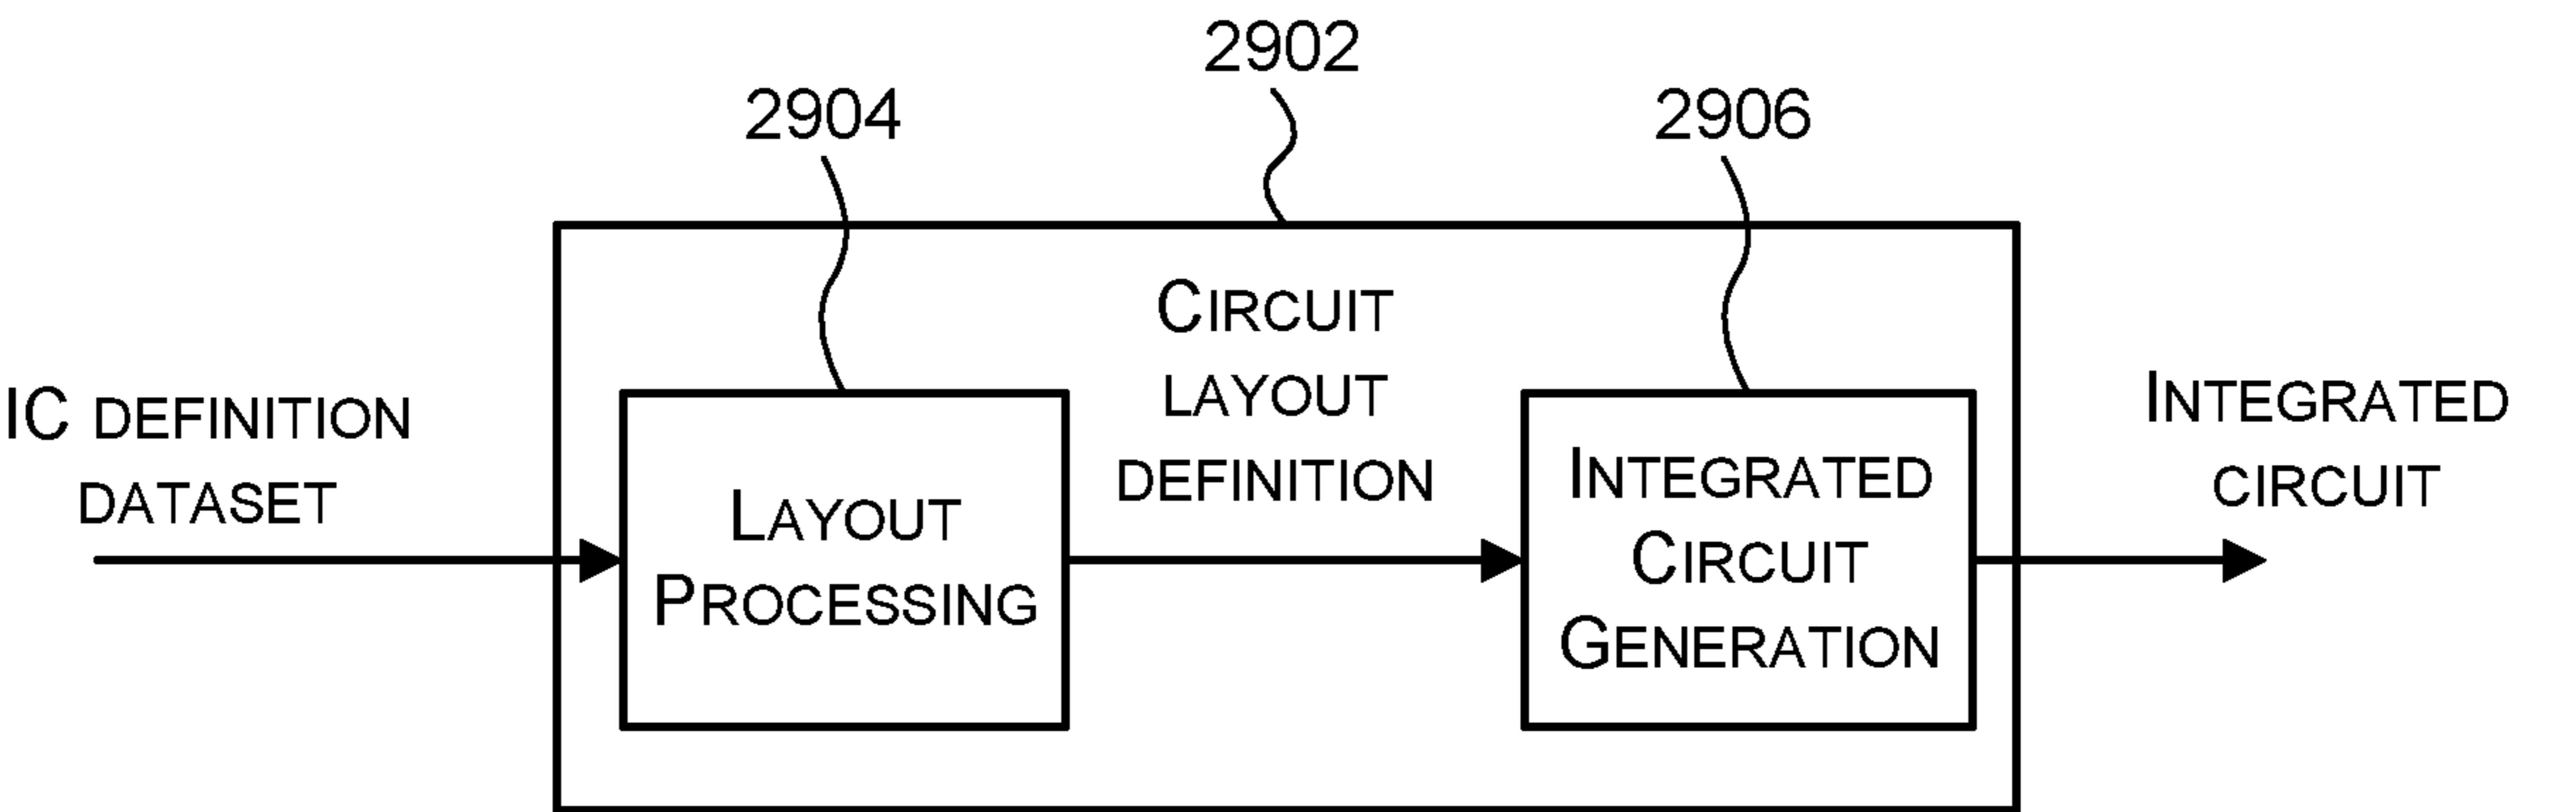 2902
2904
2906
IC DEFINITION
DATASET
LAYOUT
PROCESSING
CIRCUIT
LAYOUT
DEFINITION
INTEGRATED
CIRCUIT
GENERATION
INTEGRATED
CIRCUIT